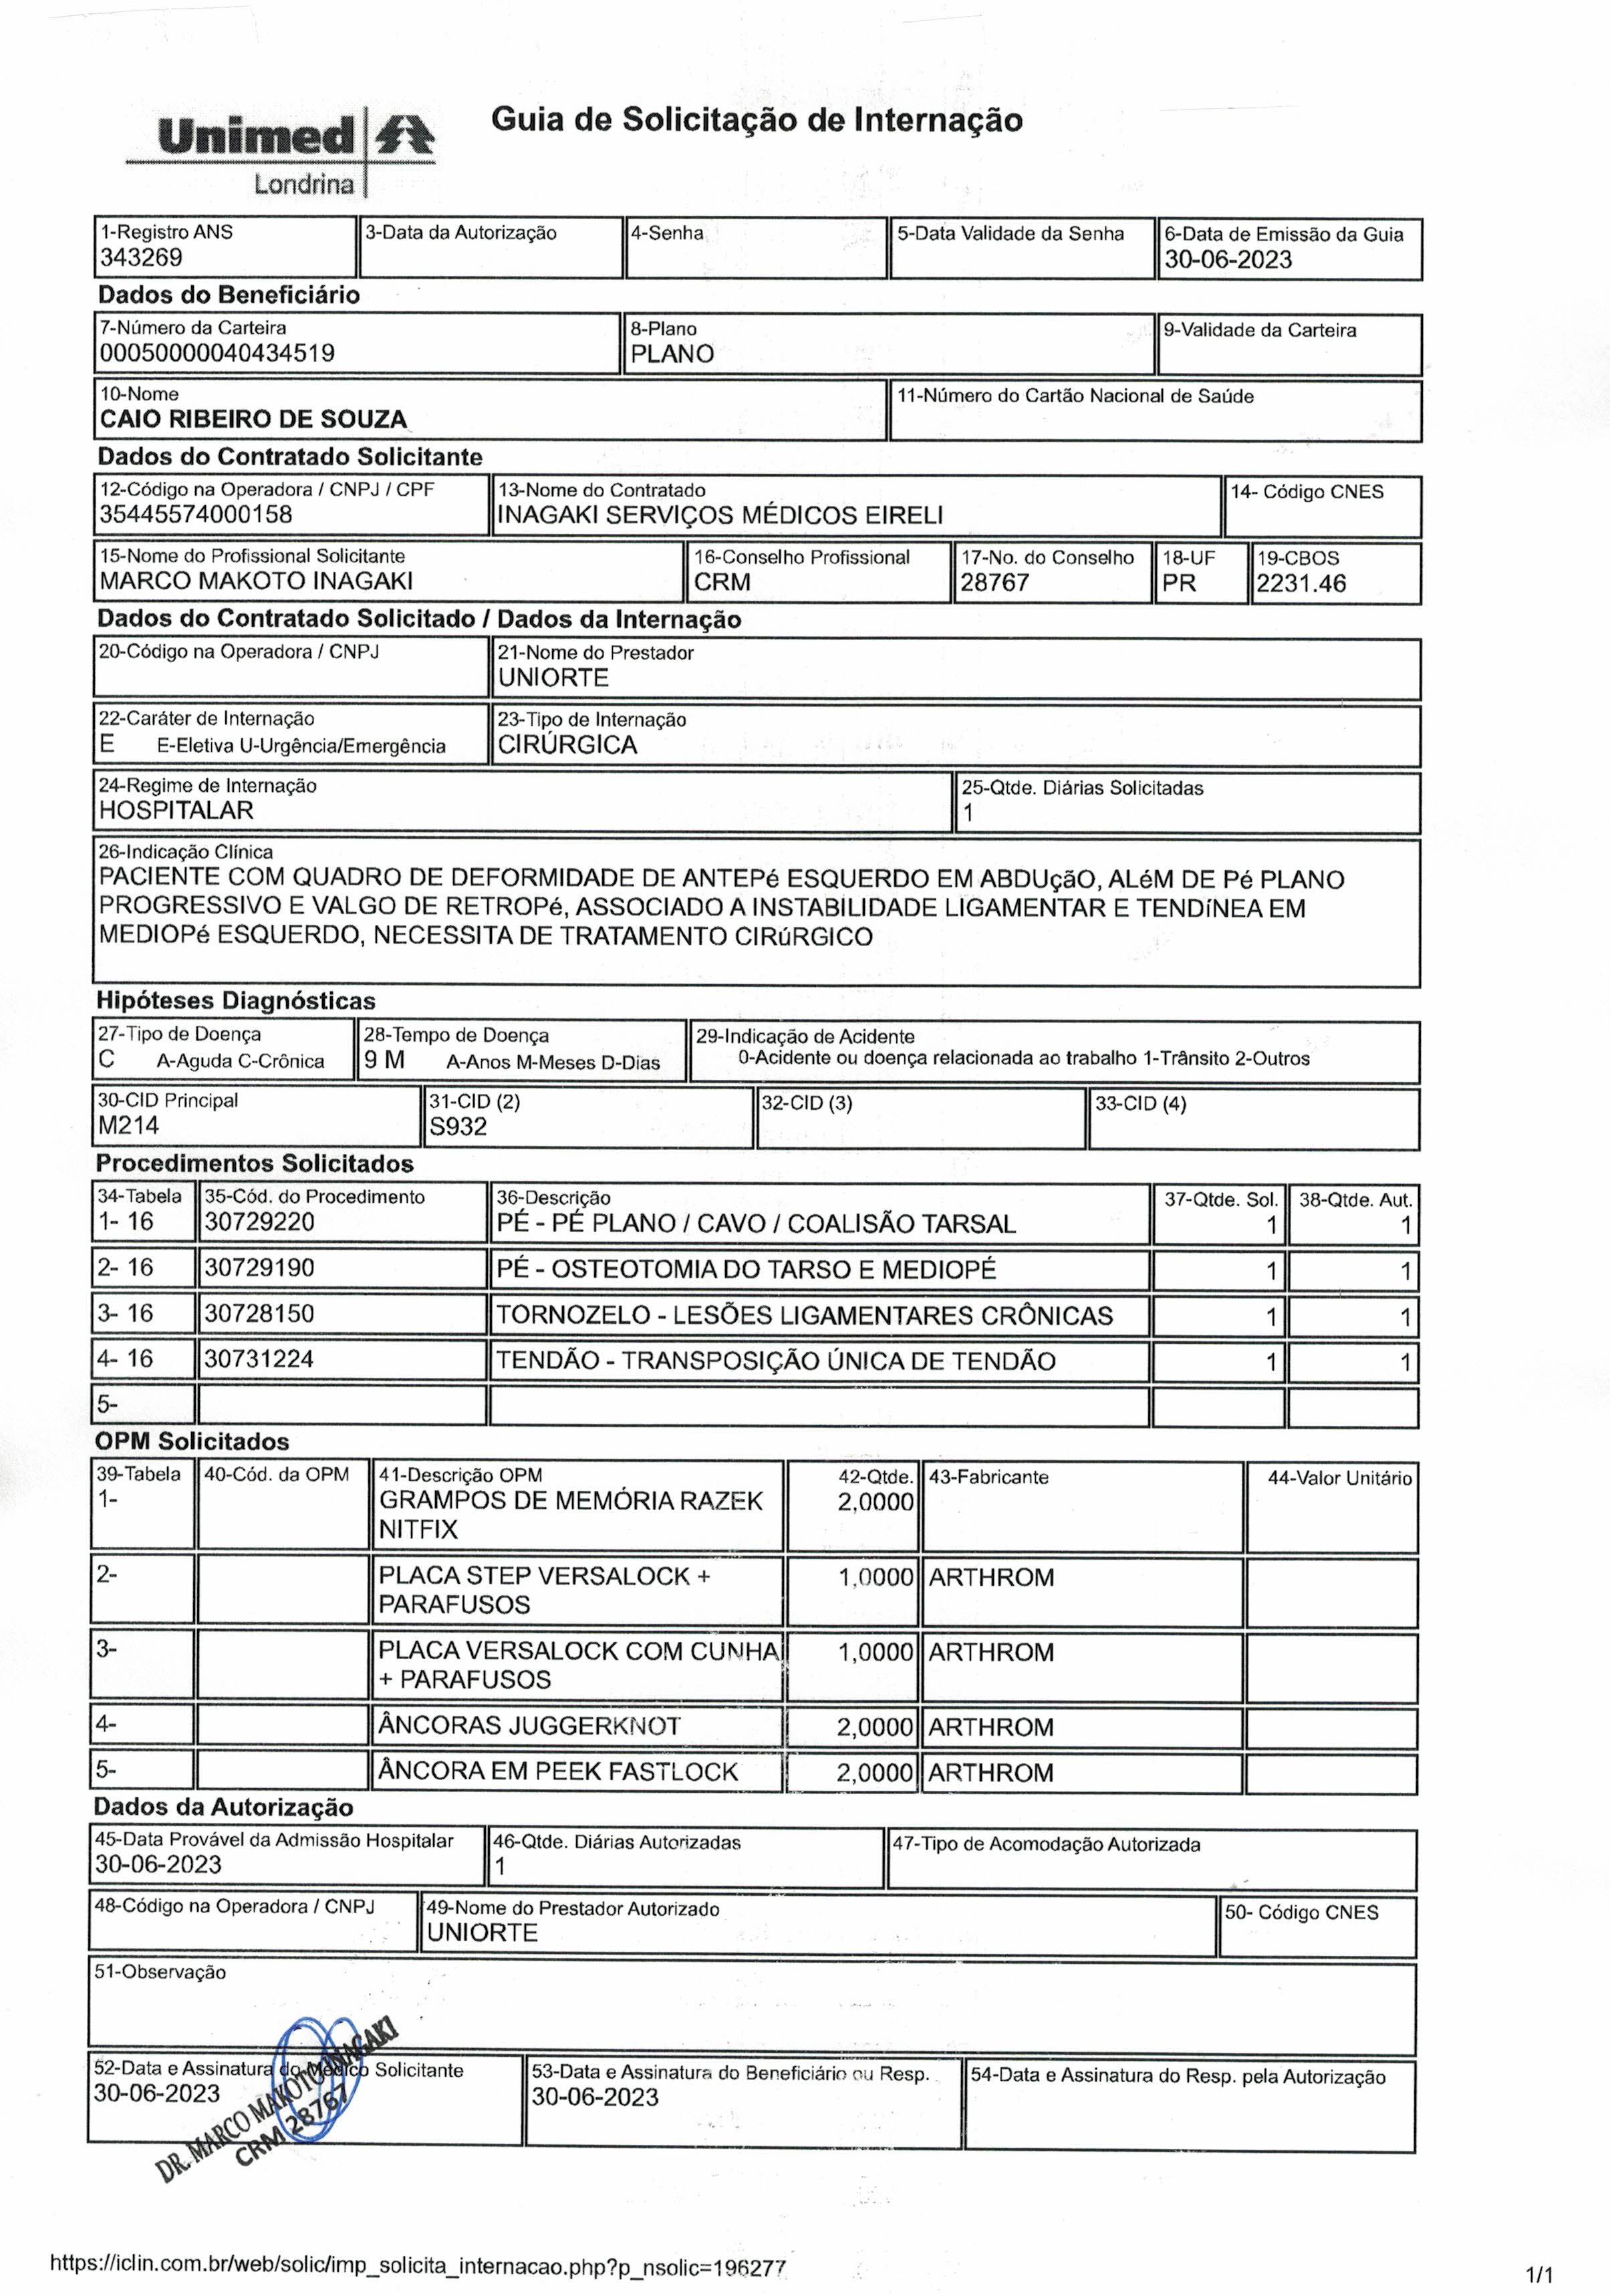 Unimed
Londrina
Guia de Solicitação de Internação
1-Registro ANS
343269
3-Data da Autorização
4-Senha
5-Data Validade da Senha
6-Data de Emissão da Guia
30-06-2023
Dados do Beneficiário
7-Número da Carteira
00050000040434519
8-Plano
PLANO
9-Validade da Carteira
10-Nome
CAIO RIBEIRO DE SOUZA
11-Número do Cartão Nacional de Saúde
Dados do Contratado Solicitante
12-Código na Operadora / CNPJ / CPF
35445574000158
13-Nome do Contratado
INAGAKI SERVIÇOS MÉDICOS EIRELI
14- Código CNES
15-Nome do Profissional Solicitante
MARCO MAKOTO INAGAKI
16-Conselho Profissional
CRM
17-No. do Conselho
28767
18-UF
PR
19-CBOS
2231.46
Dados do Contratado Solicitado / Dados da Internação
20-Código na Operadora / CNPJ
21-Nome do Prestador
UNIORTE
22-Caráter de Internação
E E-Eletiva U-Urgência/Emergência
23-Tipo de Internação
CIRÚRGICA
24-Regime de Internação
HOSPITALAR
25-Qtde. Diárias Solicitadas
1
26-Indicação Clínica
PACIENTE COM QUADRO DE DEFORMIDADE DE ANTEPé ESQUERDO EM ABDUçãO, ALéM DE Pé PLANO
PROGRESSIVO E VALGO DE RETROPé, ASSOCIADO A INSTABILIDADE LIGAMENTAR E TENDíNEA EM
MEDIOPé ESQUERDO, NECESSITA DE TRATAMENTO CIRúRGICO
Hipóteses Diagnósticas
27-Tipo de Doença
C A-Aguda C-Crônica
28-Tempo de Doença
9 M A-Anos M-Meses D-Dias
29-Indicação de Acidente
0-Acidente ou doença relacionada ao trabalho 1-Trânsito 2-Outros
30-CID Principal
M214
31-CID (2)
S932
32-CID (3)
33-CID (4)
Procedimentos Solicitados
34-Tabela 35-Cód. do Procedimento 36-Descrição 37-Qtde. Sol. 38-Qtde. Aut.
1- 16 30729220 PÉ - PÉ PLANO / CAVO / COALISÃO TARSAL 1 1
2- 16 30729190 PÉ - OSTEOTOMIA DO TARSO E MEDIOPÉ 1 1
3- 16 30728150 TORNOZELO - LESÕES LIGAMENTARES CRÔNICAS 1 1
4- 16 30731224 TENDÃO - TRANSPOSIÇÃO ÚNICA DE TENDÃO 1 1
5-
OPM Solicitados
39-Tabela 40-Cód. da OPM 41-Descrição OPM 42-Qtde. 43-Fabricante 44-Valor Unitário
1- GRAMPOS DE MEMÓRIA RAZEK 2,0000
NITFIX
2- PLACA STEP VERSALOCK + 1,0000 ARTHROM
PARAFUSOS
3- PLACA VERSALOCK COM CUNHA 1,0000 ARTHROM
+ PARAFUSOS
4- ÂNCORAS JUGGERKNOT 2,0000 ARTHROM
5- ÂNCORA EM PEEK FASTLOCK 2,0000 ARTHROM
Dados da Autorização
45-Data Provável da Admissão Hospitalar
30-06-2023
46-Qtde. Diárias Autorizadas
1
47-Tipo de Acomodação Autorizada
48-Código na Operadora / CNPJ
49-Nome do Prestador Autorizado
UNIORTE
50- Código CNES
51-Observação
52-Data e Assinatura do Médico Solicitante
30-06-2023
53-Data e Assinatura do Beneficiário ou Resp.
30-06-2023
54-Data e Assinatura do Resp. pela Autorização
DR. MARCO MAKOTO INAGAKI
CRM 28767
https://iclin.com.br/web/solic/imp_solicita_internacao.php?p_nsolic=196277
1/1